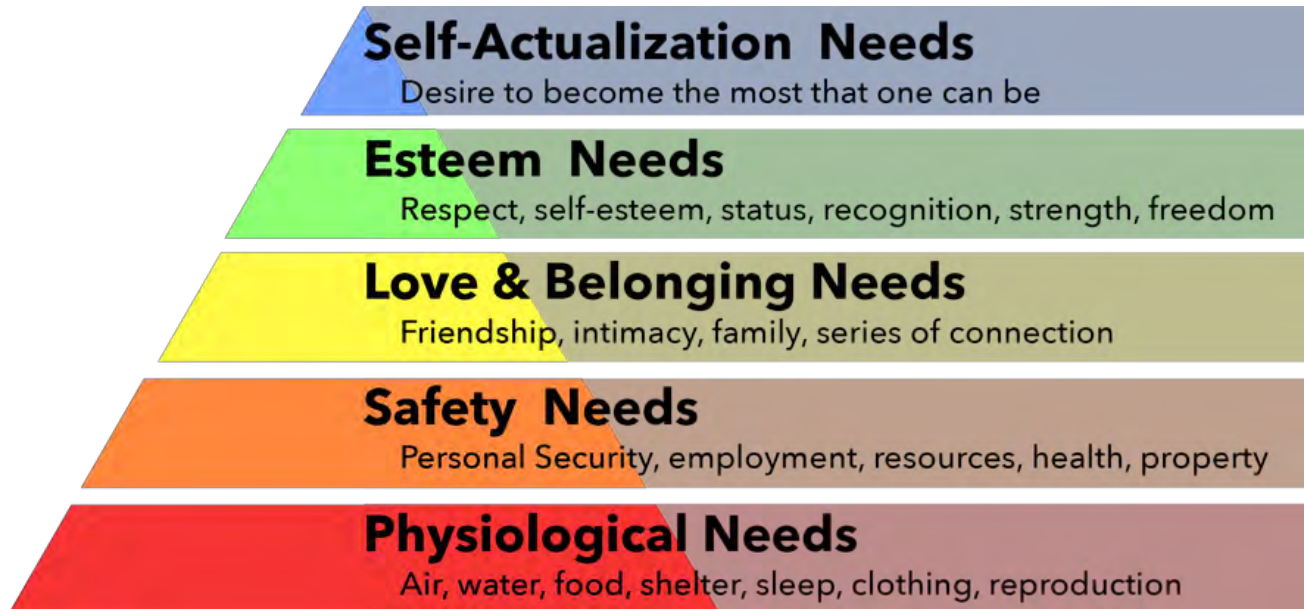 Self-Actualization Needs
Desire to become the most that one can be
Esteem Needs
Respect, self-esteem, status, recognition, strength, freedom
Love & Belonging Needs
Friendship, intimacy, family, series of connection
Safety Needs
Personal Security, employment, resources, health, property
Physiological Needs
Air, water, food, shelter, sleep, clothing, reproduction